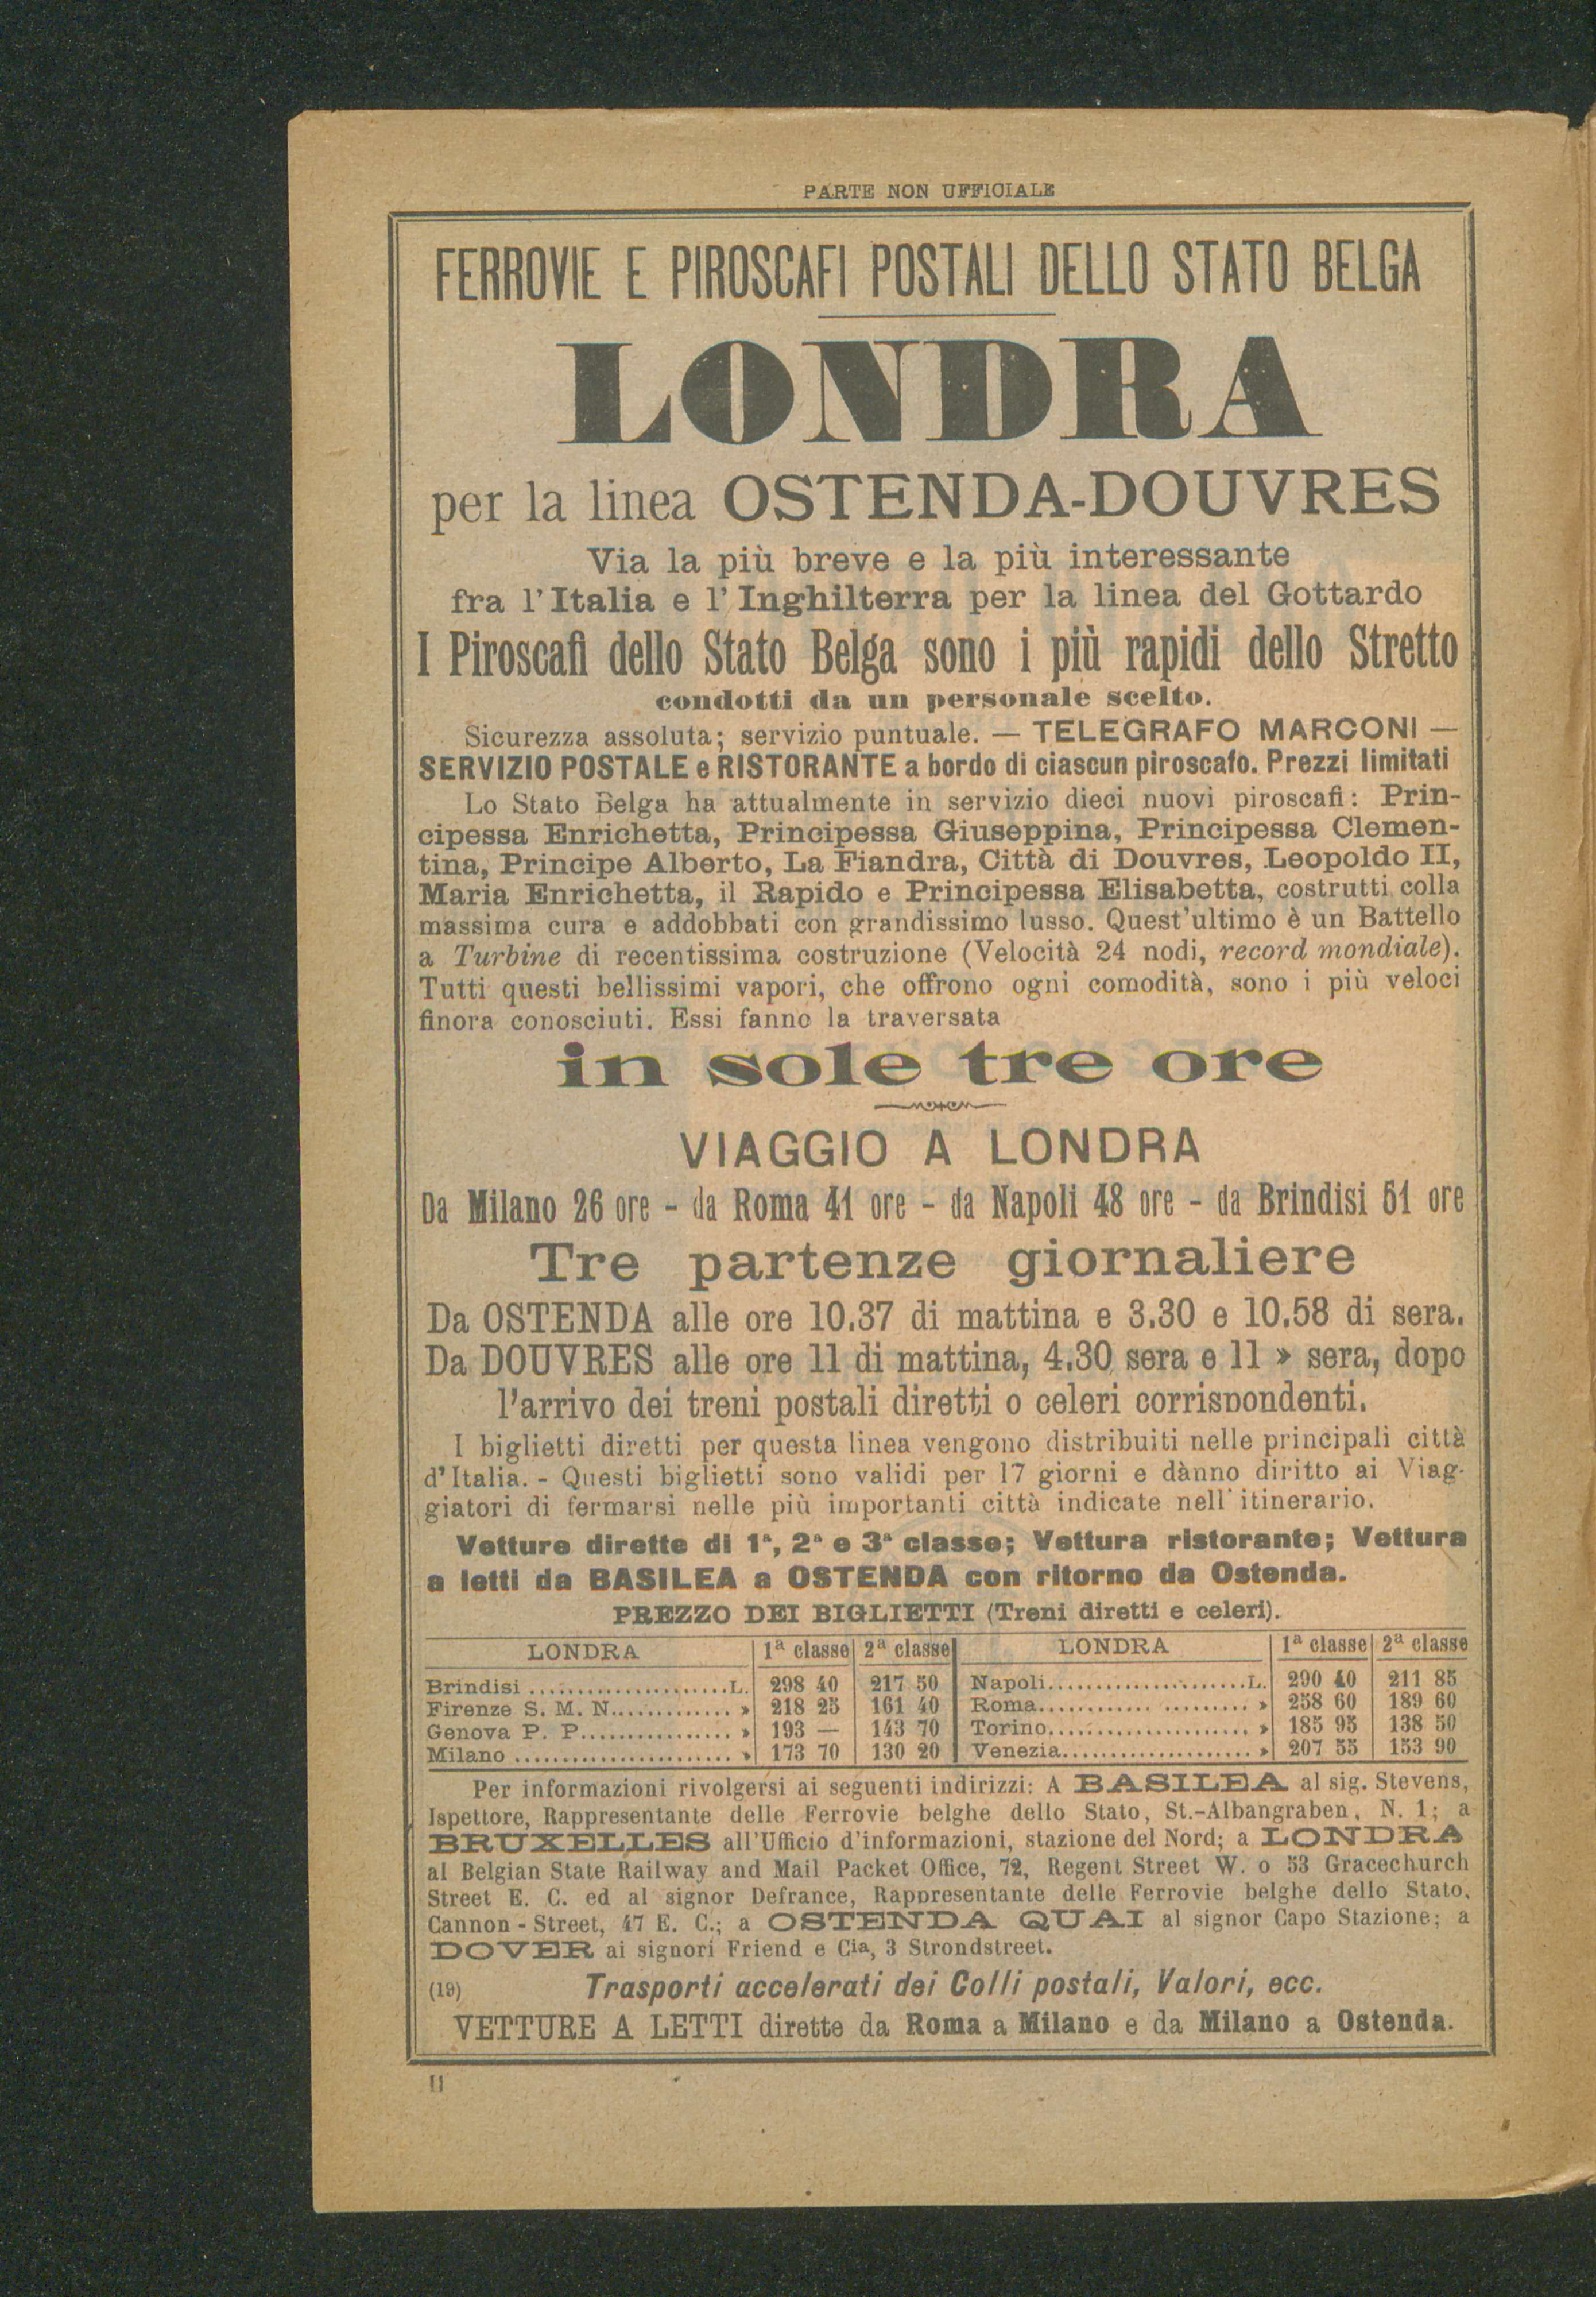 PARTE NON UFFICIALE
FERROVIE E PIROSCAFI POSTALI DELLO STATO BELGA
LONDRA
per la linea OSTENDA-DOUVRES
Via la più breve e la più interessante
fra l'Italia e l'Inghilterra per la linea del Gottardo
I Piroscafi dello Stato Belga sono i più rapidi dello Stretto
condotti da un personale scelto.
Sicurezza assoluta; servizio puntuale. — TELEGRAFO MARCONI —
SERVIZIO POSTALE e RISTORANTE a bordo di ciascun piroscafo. Prezzi limitati
Lo Stato Belga ha attualmente in servizio dieci nuovi piroscafi: Prin-
cipessa Enrichetta, Principessa Giuseppina, Principessa Clemen-
tina, Principe Alberto, La Fiandra, Città di Douvres, Leopoldo II,
Maria Enrichetta, il Rapido e Principessa Elisabetta, costrutti colla
massima cura e addobbati con grandissimo lusso. Quest'ultimo è un Battello
a Turbine di recentissima costruzione (Velocità 24 nodi, record mondiale).
Tutti questi bellissimi vapori, che offrono ogni comodità, sono i più veloci
finora conosciuti. Essi fanno la traversata
in sole tre ore
VIAGGIO A LONDRA
Da Milano 26 ore - da Roma 41 ore - da Napoli 48 ore - da Brindisi 51 ore
Tre partenze giornaliere
Da OSTENDA alle ore 10.37 di mattina e 3.30 e 10.58 di sera.
Da DOUVRES alle ore 11 di mattina, 4.30 sera e 11 » sera, dopo
l'arrivo dei treni postali diretti o celeri corrispondenti.
I biglietti diretti per questa linea vengono distribuiti nelle principali città
d'Italia. - Questi biglietti sono validi per 17 giorni e dànno diritto ai Viag-
giatori di fermarsi nelle più importanti città indicate nell'itinerario.
Vetture dirette di 1ª, 2ª e 3ª classe; Vettura ristorante; Vettura
a letti da BASILEA a OSTENDA con ritorno da Ostenda.
PREZZO DEI BIGLIETTI (Treni diretti e celeri).
LONDRA 1ª classe 2ª classe LONDRA 1ª classe 2ª classe
Brindisi .....................L. 298 40 217 50 Napoli.....................L. 290 40 211 85
Firenze S. M. N.............. » 218 25 161 40 Roma...................... » 258 60 189 60
Genova P. P................ » 193 — 143 70 Torino..................... » 185 95 138 50
Milano ....................... » 173 70 130 20 Venezia.................... » 207 55 153 90
Per informazioni rivolgersi ai seguenti indirizzi: A BASILEA al sig. Stevens,
Ispettore, Rappresentante delle Ferrovie belghe dello Stato, St.-Albangraben, N. 1; a
BRUXELLES all'Ufficio d'informazioni, stazione del Nord; a LONDRA
al Belgian State Railway and Mail Packet Office, 72, Regent Street W. o 53 Gracechurch
Street E. C. ed al signor Defrance, Rappresentante delle Ferrovie belghe dello Stato,
Cannon - Street, 47 E. C.; a OSTENDA QUAI al signor Capo Stazione; a
DOVER ai signori Friend e Cia, 3 Strondstreet.
(19) Trasporti accelerati dei Colli postali, Valori, ecc.
VETTURE A LETTI dirette da Roma a Milano e da Milano a Ostenda.
II